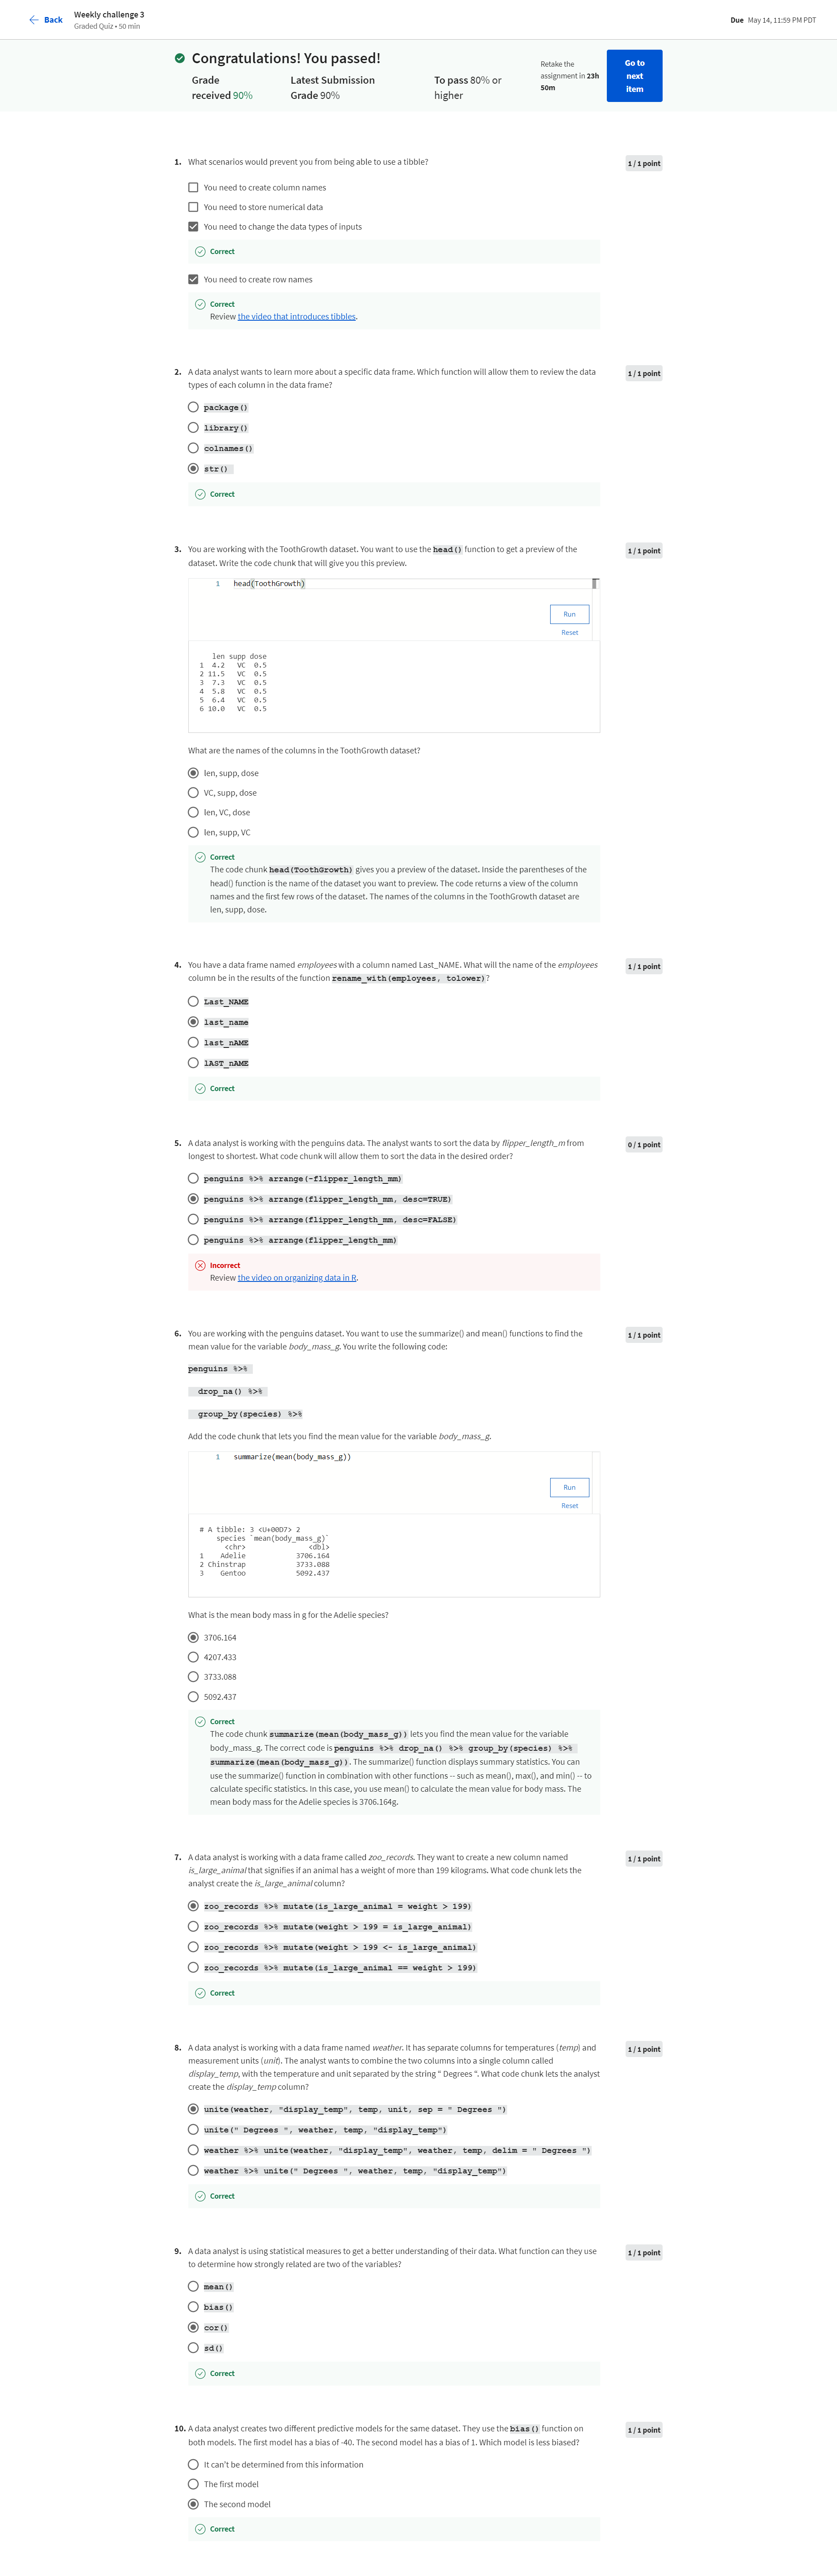 Back
Weekly challenge 3
Graded Quiz • 50 min
Due May 14, 11:59 PM PDT
Congratulations! You passed!
Grade
received 90%
Latest Submission
Grade 90%
To pass 80% or
higher
Retake the
assignment in 23h
50m
Go to
next
item
1. What scenarios would prevent you from being able to use a tibble?
1 / 1 point
You need to create column names
You need to store numerical data
You need to change the data types of inputs
Correct
You need to create row names
Correct
Review the video that introduces tibbles.
2. A data analyst wants to learn more about a specific data frame. Which function will allow them to review the data
types of each column in the data frame?
1 / 1 point
package()
library()
colnames()
str()
Correct
3. You are working with the ToothGrowth dataset. You want to use the head() function to get a preview of the
dataset. Write the code chunk that will give you this preview.
1 / 1 point
1 head(ToothGrowth)
Run
Reset
len supp dose
1 4.2 VC 0.5
2 11.5 VC 0.5
3 7.3 VC 0.5
4 5.8 VC 0.5
5 6.4 VC 0.5
6 10.0 VC 0.5
What are the names of the columns in the ToothGrowth dataset?
len, supp, dose
VC, supp, dose
len, VC, dose
len, supp, VC
Correct
The code chunk head(ToothGrowth) gives you a preview of the dataset. Inside the parentheses of the
head() function is the name of the dataset you want to preview. The code returns a view of the column
names and the first few rows of the dataset. The names of the columns in the ToothGrowth dataset are
len, supp, dose.
4. You have a data frame named employees with a column named Last_NAME. What will the name of the employees
column be in the results of the function rename_with(employees, tolower)?
1 / 1 point
Last_NAME
last_name
last_nAME
lAST_nAME
Correct
5. A data analyst is working with the penguins data. The analyst wants to sort the data by flipper_length_m from
longest to shortest. What code chunk will allow them to sort the data in the desired order?
0 / 1 point
penguins %>% arrange(-flipper_length_mm)
penguins %>% arrange(flipper_length_mm, desc=TRUE)
penguins %>% arrange(flipper_length_mm, desc=FALSE)
penguins %>% arrange(flipper_length_mm)
Incorrect
Review the video on organizing data in R.
6. You are working with the penguins dataset. You want to use the summarize() and mean() functions to find the
mean value for the variable body_mass_g. You write the following code:
1 / 1 point
penguins %>%
drop_na() %>%
group_by(species) %>%
Add the code chunk that lets you find the mean value for the variable body_mass_g.
1 summarize(mean(body_mass_g))
Run
Reset
# A tibble: 3 <U+00D7> 2
species `mean(body_mass_g)`
<chr> <dbl>
1 Adelie 3706.164
2 Chinstrap 3733.088
3 Gentoo 5092.437
What is the mean body mass in g for the Adelie species?
3706.164
4207.433
3733.088
5092.437
Correct
The code chunk summarize(mean(body_mass_g)) lets you find the mean value for the variable
body_mass_g. The correct code is penguins %>% drop_na() %>% group_by(species) %>%
summarize(mean(body_mass_g)). The summarize() function displays summary statistics. You can
use the summarize() function in combination with other functions -- such as mean(), max(), and min() -- to
calculate specific statistics. In this case, you use mean() to calculate the mean value for body mass. The
mean body mass for the Adelie species is 3706.164g.
7. A data analyst is working with a data frame called zoo_records. They want to create a new column named
is_large_animal that signifies if an animal has a weight of more than 199 kilograms. What code chunk lets the
analyst create the is_large_animal column?
1 / 1 point
zoo_records %>% mutate(is_large_animal = weight > 199)
zoo_records %>% mutate(weight > 199 = is_large_animal)
zoo_records %>% mutate(weight > 199 <- is_large_animal)
zoo_records %>% mutate(is_large_animal == weight > 199)
Correct
8. A data analyst is working with a data frame named weather. It has separate columns for temperatures (temp) and
measurement units (unit). The analyst wants to combine the two columns into a single column called
display_temp, with the temperature and unit separated by the string " Degrees ". What code chunk lets the analyst
create the display_temp column?
1 / 1 point
unite(weather, "display_temp", temp, unit, sep = " Degrees ")
unite(" Degrees ", weather, temp, "display_temp")
weather %>% unite(weather, "display_temp", weather, temp, delim = " Degrees ")
weather %>% unite(" Degrees ", weather, temp, "display_temp")
Correct
9. A data analyst is using statistical measures to get a better understanding of their data. What function can they use
to determine how strongly related are two of the variables?
1 / 1 point
mean()
bias()
cor()
sd()
Correct
10. A data analyst creates two different predictive models for the same dataset. They use the bias() function on
both models. The first model has a bias of -40. The second model has a bias of 1. Which model is less biased?
1 / 1 point
It can't be determined from this information
The first model
The second model
Correct